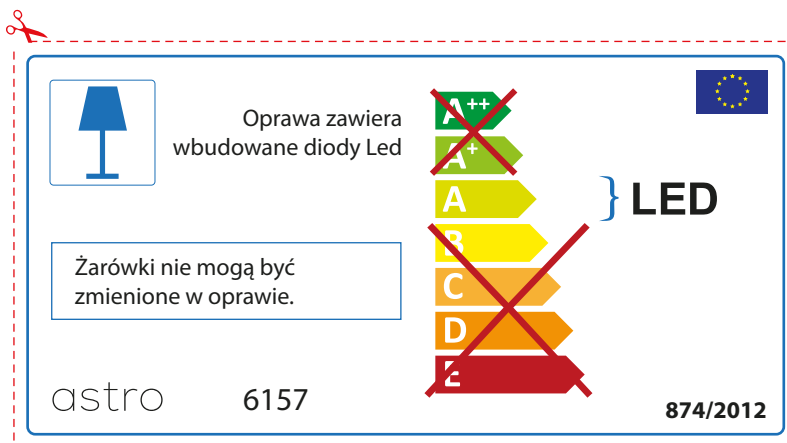 Oprawa zawiera
wbudowane diody Led
A++
A+
A
B
C
D
E
LED
Żarówki nie mogą być
zmienione w oprawie.
astro
6157
874/2012